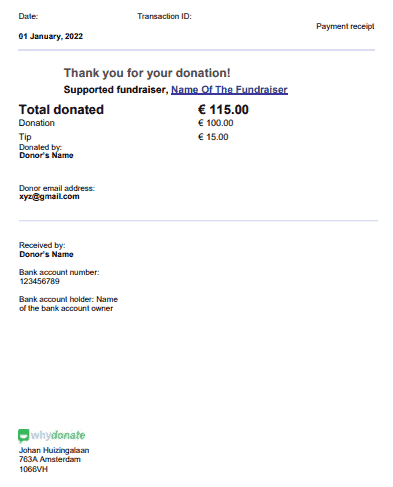 Date:
Transaction ID:
Payment receipt
01 January, 2022
Thank you for your donation!
Supported fundraiser, Name Of The Fundraiser
Total donated € 115.00
Donation € 100.00
Tip € 15.00
Donated by:
Donor's Name
Donor email address:
xyz@gmail.com
Received by:
Donor's Name
Bank account number:
123456789
Bank account holder: Name
of the bank account owner
whydonate
Johan Huizingalaan
763A Amsterdam
1066VH